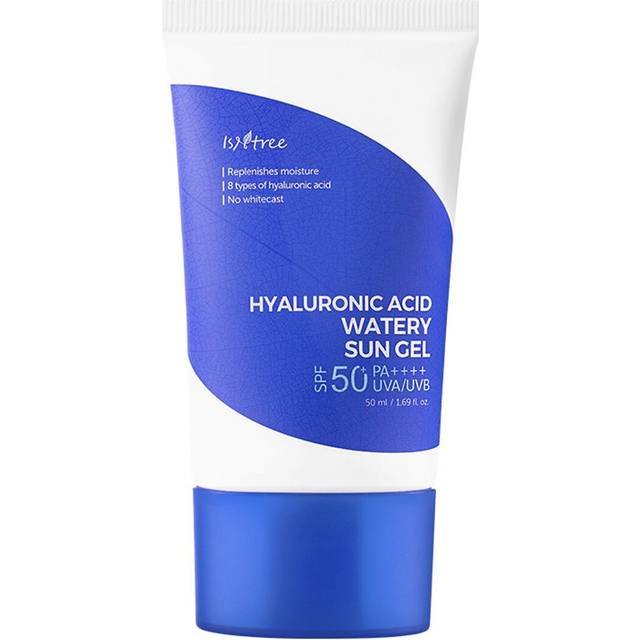 Isntree
| Replenishes moisture
| 8 types of hyaluronic acid
| No whitecast
HYALURONIC ACID
WATERY
SUN GEL
SPF 50+ PA++++
UVA/UVB
50 ml / 1.69 fl. oz.